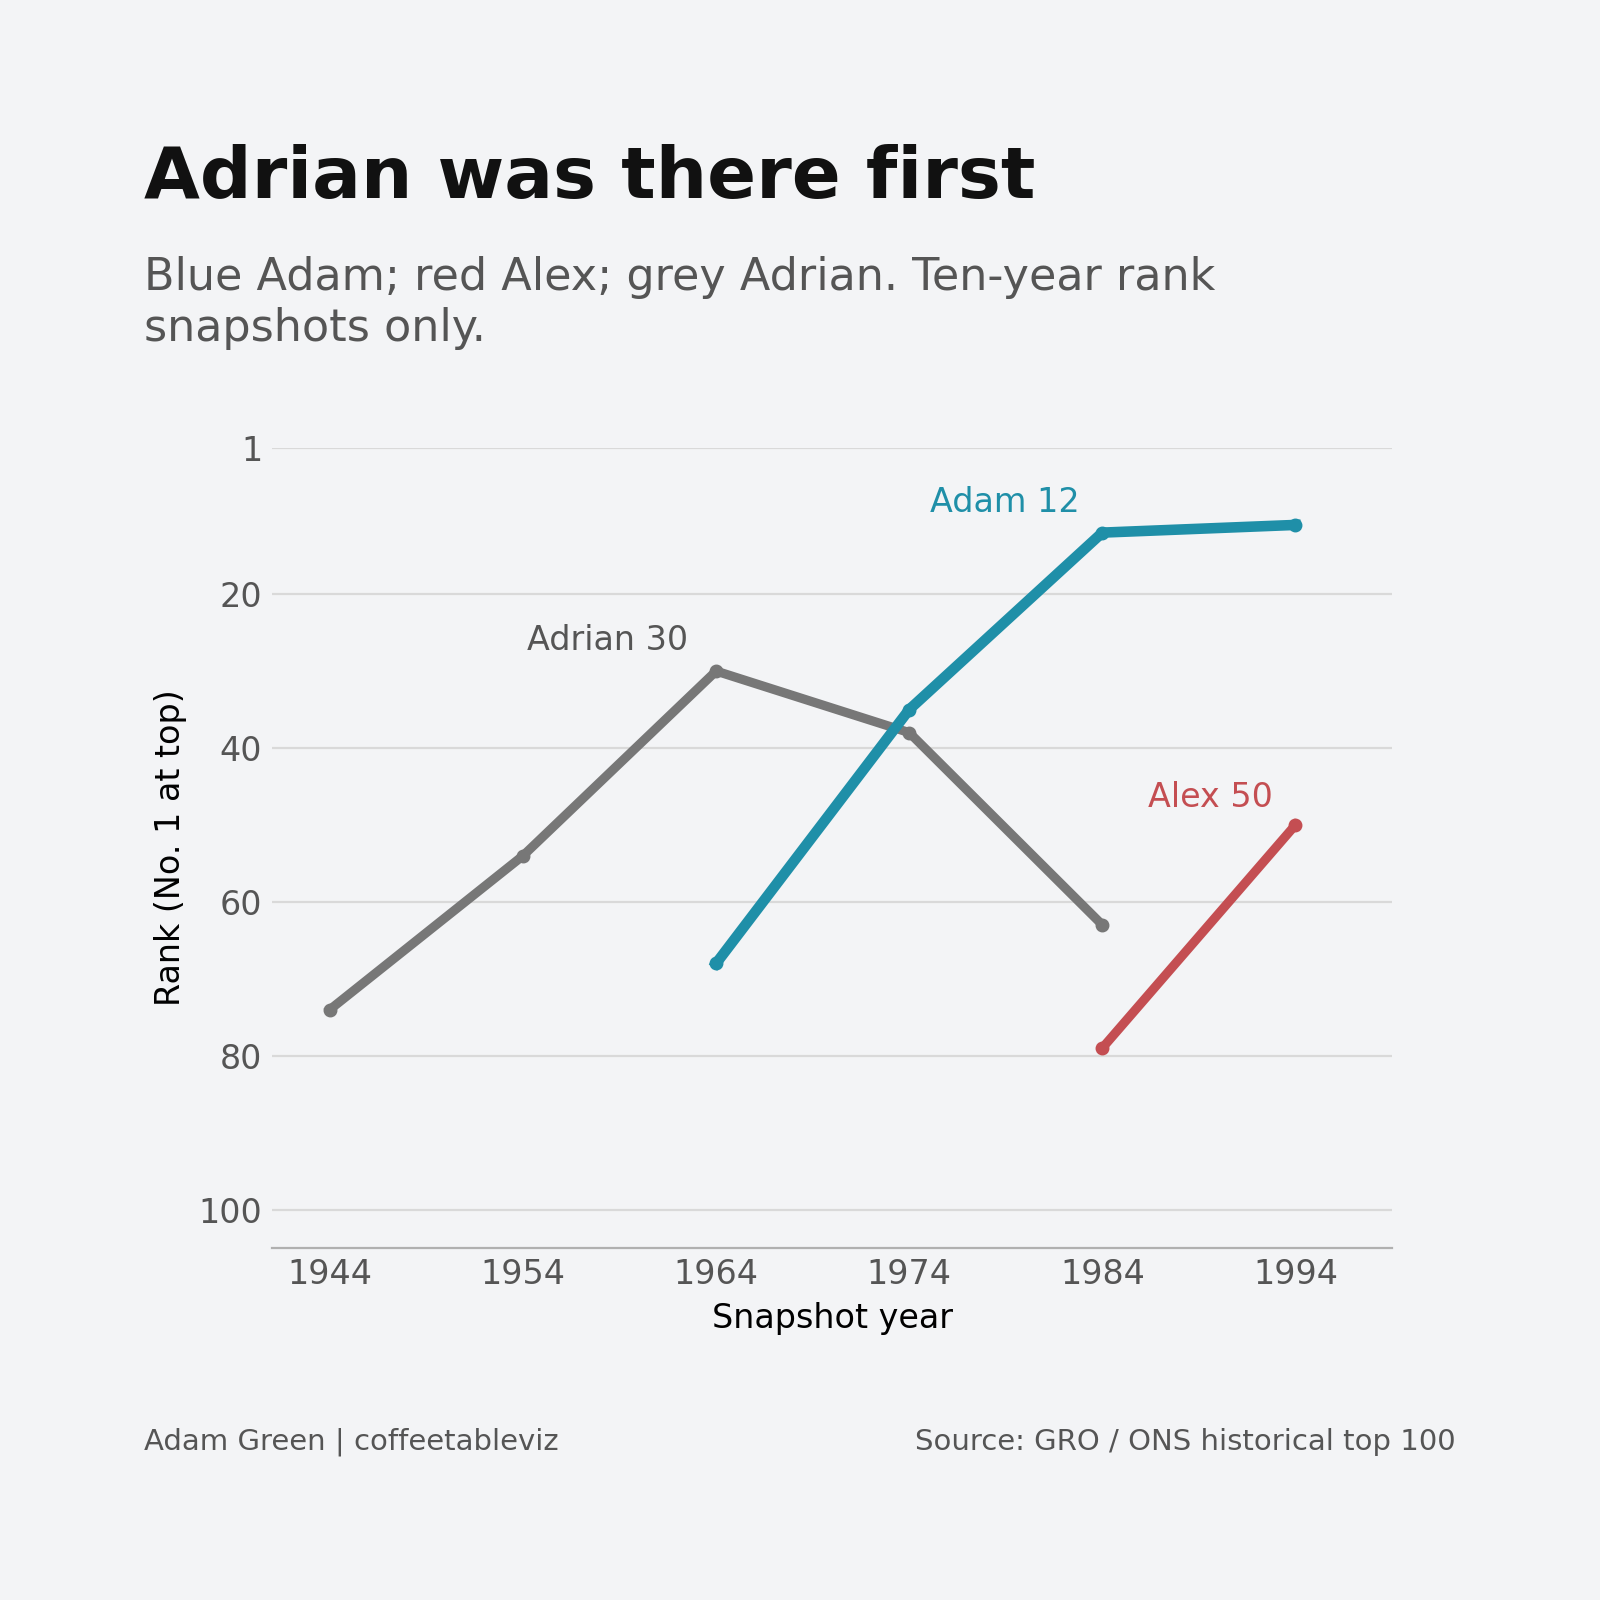 Adrian was there first
Blue Adam; red Alex; grey Adrian. Ten-year rank
snapshots only.
1
20
40
60
80
100
Rank (No. 1 at top)
Adam 12
Adrian 30
Alex 50
1944 1954 1964 1974 1984 1994
Snapshot year
Adam Green | coffeetableviz
Source: GRO / ONS historical top 100